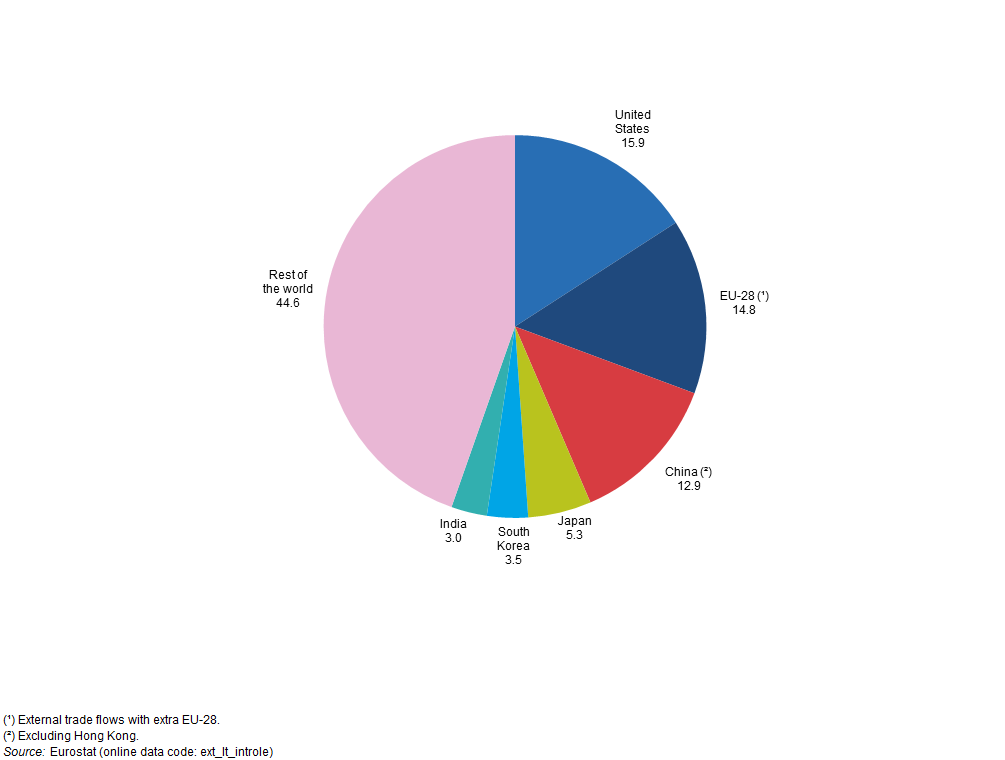 United
States
15.9
EU-28 (¹)
14.8
China (²)
12.9
Japan
5.3
South
Korea
3.5
India
3.0
Rest of
the world
44.6
(¹) External trade flows with extra EU-28.
(²) Excluding Hong Kong.
Source: Eurostat (online data code: ext_lt_introle)